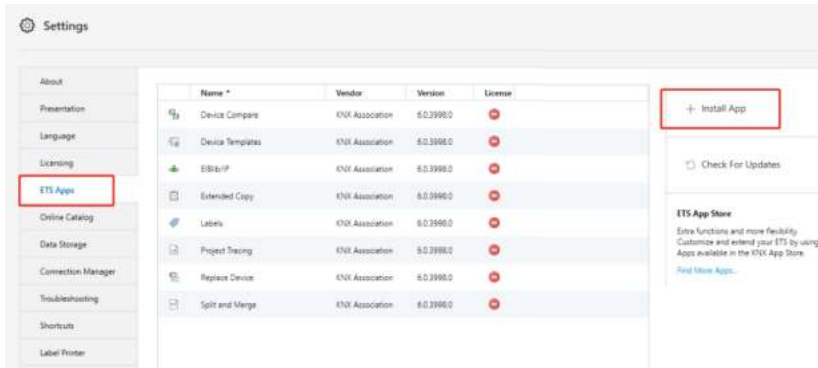 Settings
About
Presentation
Language
Licensing
ETS Apps
Online Catalog
Data Storage
Connection Manager
Troubleshooting
Shortcuts
Label Printer
Name Vendor Version License
Device Compare KNX Association 6.0.3998.0
Device Templates KNX Association 6.0.3998.0
EIBlib/IP KNX Association 6.0.3998.0
Extended Copy KNX Association 6.0.3998.0
Labels KNX Association 6.0.3998.0
Project Tracing KNX Association 6.0.3998.0
Replace Device KNX Association 6.0.3998.0
Split and Merge KNX Association 6.0.3998.0
+ Install App
Check For Updates
ETS App Store
Extra functions and more flexibility.
Customize and extend your ETS by using
Apps available in the KNX App Store.
Find More Apps...